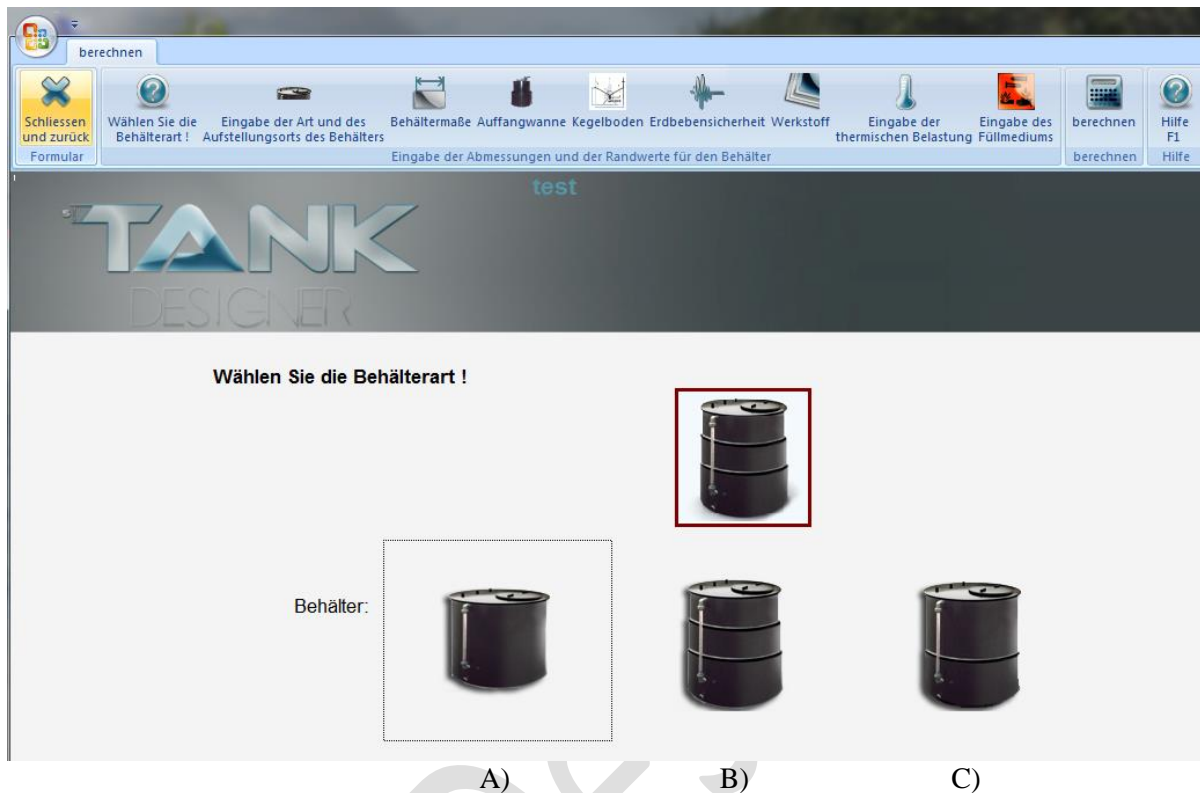 berechnen
Schliessen und zurück
Wählen Sie die Behälterart !
Eingabe der Art und des Aufstellungsorts des Behälters
Behältermaße
Auffangwanne
Kegelboden
Erdbebensicherheit
Werkstoff
Eingabe der thermischen Belastung
Eingabe des Füllmediums
berechnen
Hilfe F1
Formular
Eingabe der Abmessungen und der Randwerte für den Behälter
berechnen
Hilfe
test
TANK
DESIGNER
Wählen Sie die Behälterart !
Behälter:
A) B) C)